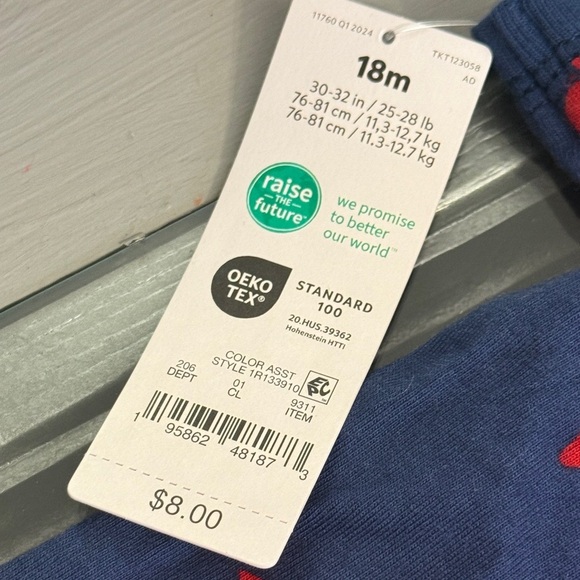 11760 Q1 2024
TKT123058
AD
18m
30-32 in / 25-28 lb
76-81 cm / 11,3-12,7 kg
76-81 cm / 11.3-12.7 kg
raise
THE
future™
we promise
to better
our world™
OEKO
TEX®
STANDARD
100
20.HUS.39362
Hohenstein HTTI
COLOR ASST
STYLE 1R133910
206
DEPT
01
CL
9311
ITEM
1 95862 48187 3
$8.00